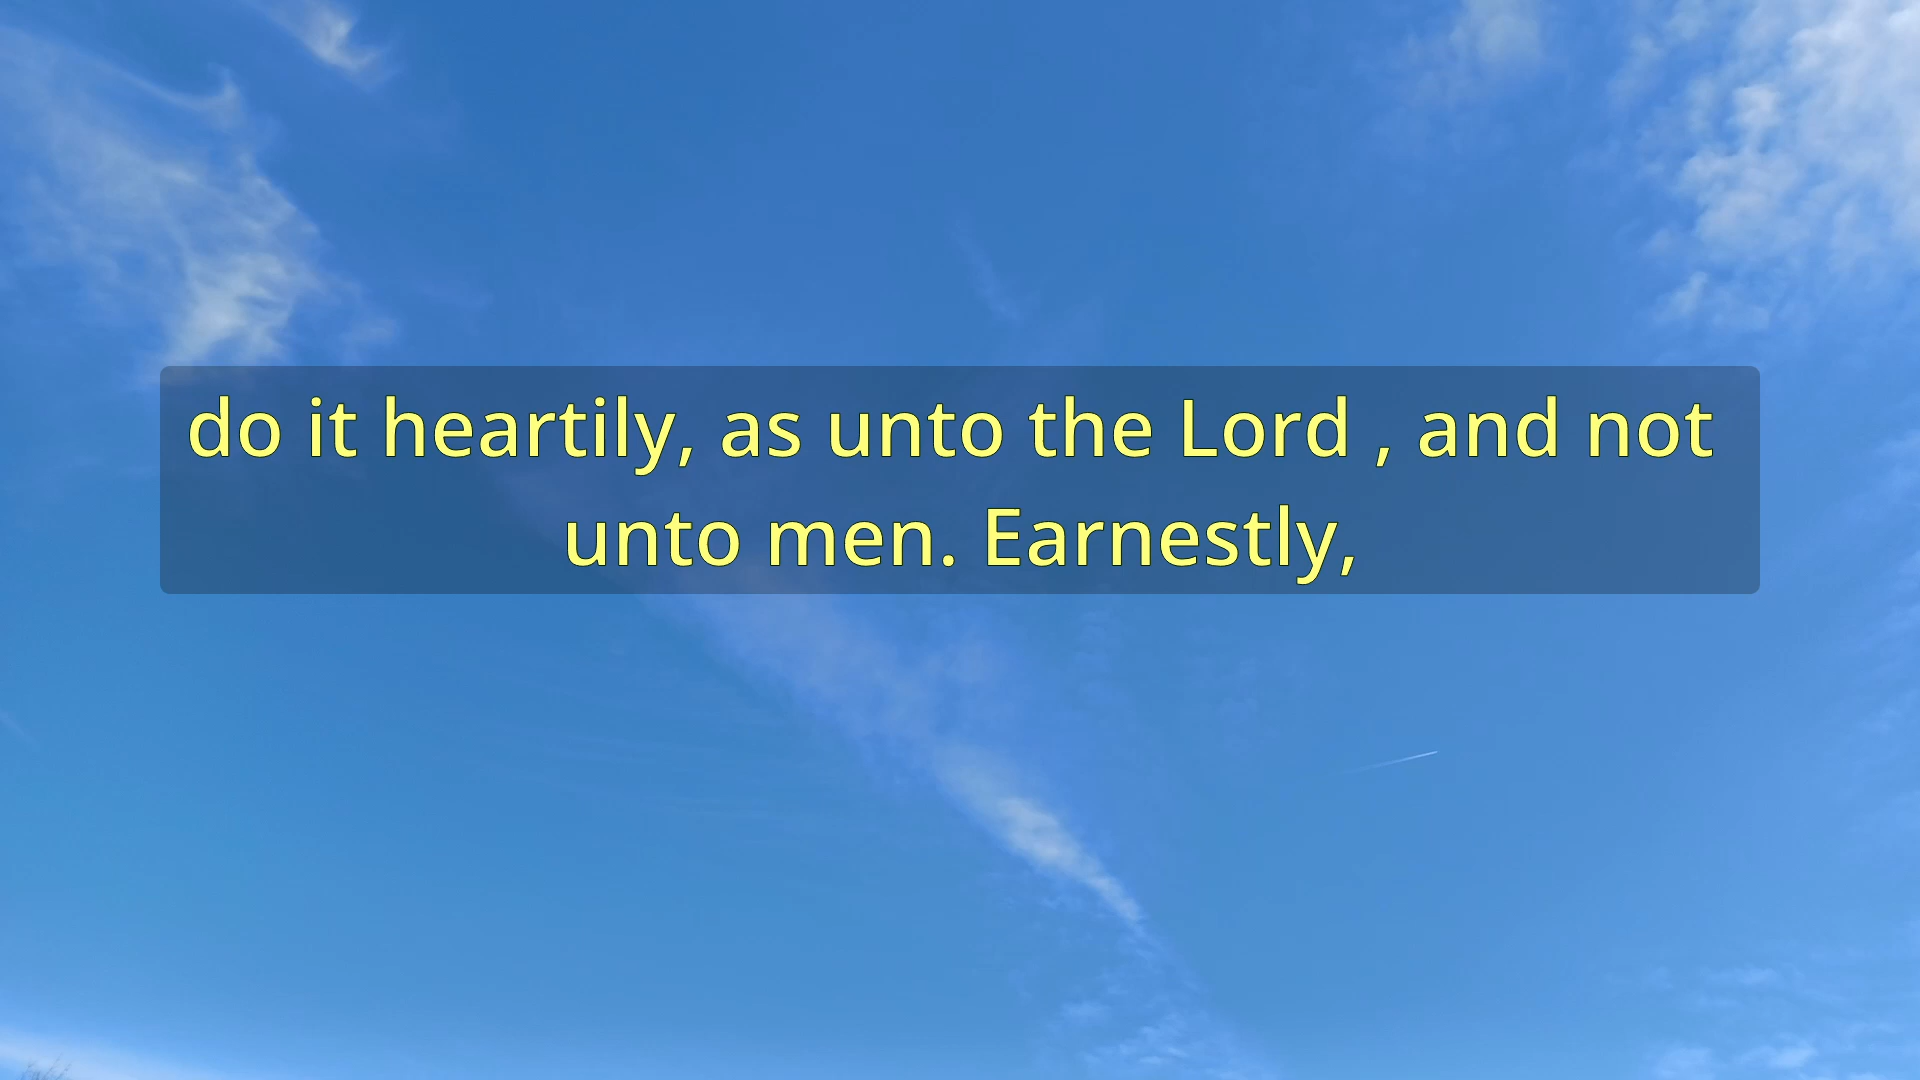 do it heartily, as unto the Lord , and not
unto men. Earnestly,